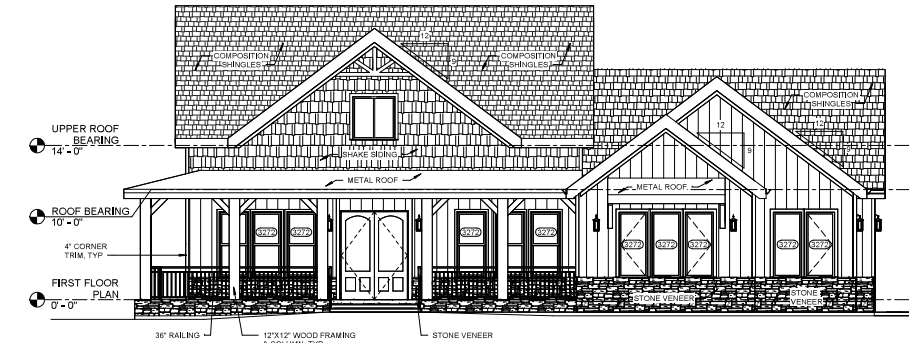 12
9
COMPOSITION
SHINGLES
COMPOSITION
SHINGLES
COMPOSITION
SHINGLES
UPPER ROOF
BEARING
14' - 0"
12
9
12
SHAKE SIDING
METAL ROOF
METAL ROOF
ROOF BEARING
10' - 0"
3272
3272
3272
3272
3272
3272
3272
3272
3272
4" CORNER
TRIM, TYP
FIRST FLOOR
PLAN
0' - 0"
STONE VENEER
STONE
VENEER
36" RAILING
12"X12" WOOD FRAMING
STONE VENEER